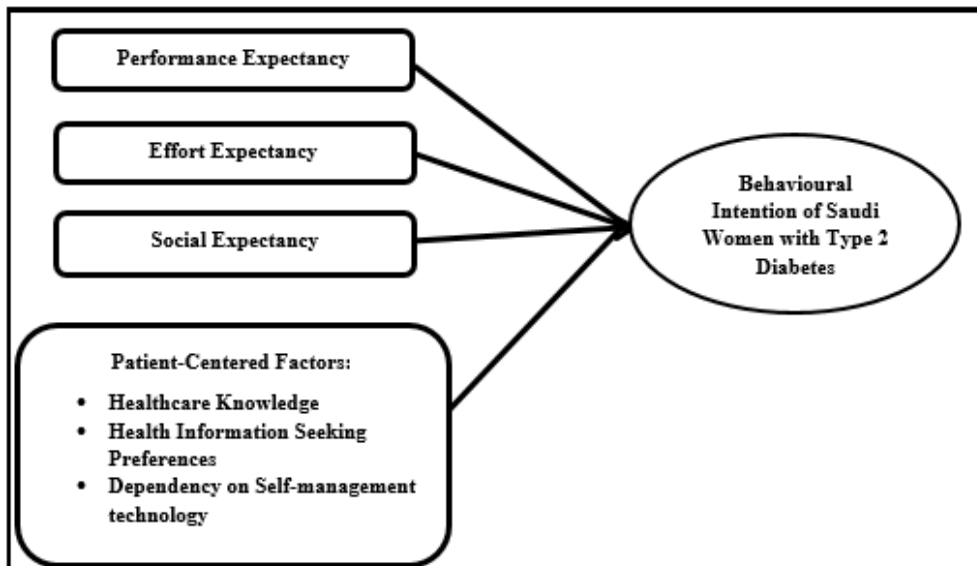 Performance Expectancy
Effort Expectancy
Social Expectancy
Patient-Centered Factors:
• Healthcare Knowledge
• Health Information Seeking
Preferences
• Dependency on Self-management
technology
Behavioural
Intention of Saudi
Women with Type 2
Diabetes